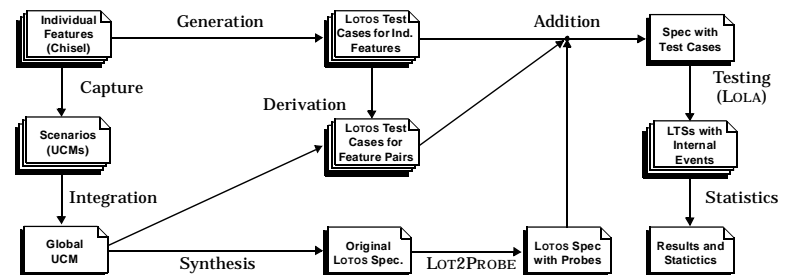 Individual
Features
(Chisel)
Generation
LOTOS Test
Cases for Ind.
Features
Addition
Spec with
Test Cases
Capture
Derivation
Testing
(LOLA)
Scenarios
(UCMs)
LOTOS Test
Cases for
Feature Pairs
LTSs with
Internal
Events
Integration
Statistics
Global
UCM
Synthesis
Original
LOTOS Spec.
LOT2PROBE
LOTOS Spec
with Probes
Results and
Statictics